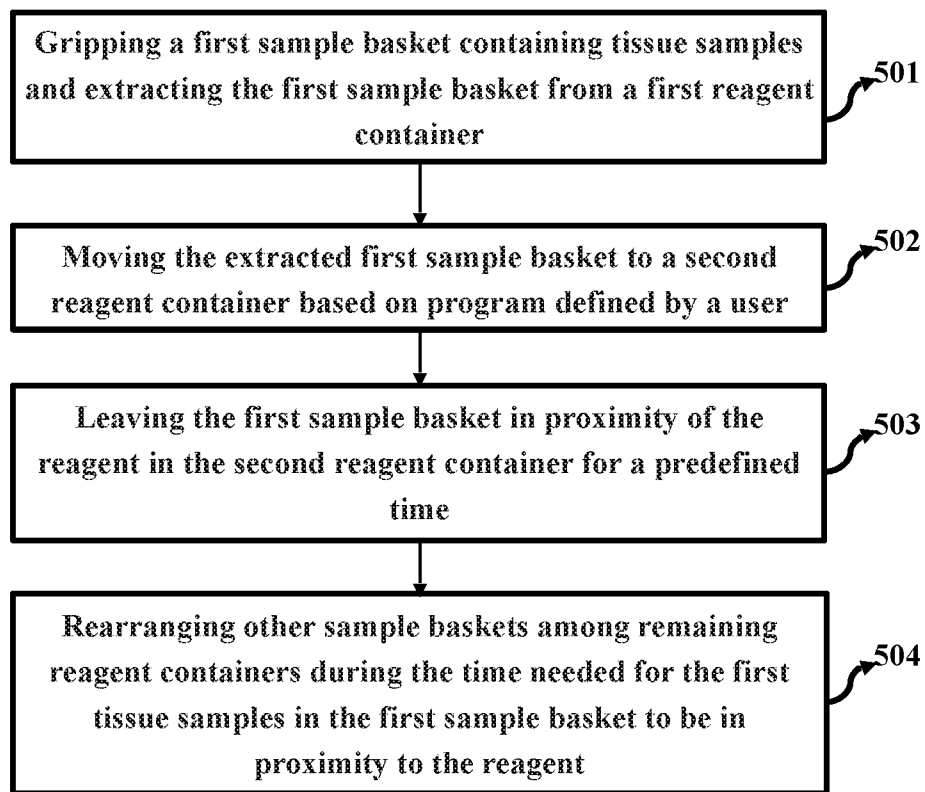 Gripping a first sample basket containing tissue samples
and extracting the first sample basket from a first reagent
container
501
Moving the extracted first sample basket to a second
reagent container based on program defined by a user
502
Leaving the first sample basket in proximity of the
reagent in the second reagent container for a predefined
time
503
Rearranging other sample baskets among remaining
reagent containers during the time needed for the first
tissue samples in the first sample basket to be in
proximity to the reagent
504